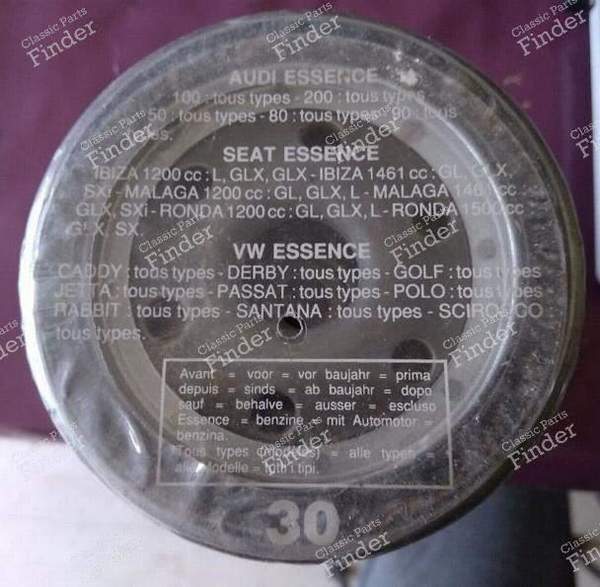 AUDI ESSENCE
100 : tous types - 200 : tous types
50 : tous types - 80 : tous types - 90 : tous
types.
SEAT ESSENCE
IBIZA 1200 cc : L, GLX, GLX - IBIZA 1461 cc : GL, GLX,
SXi - MALAGA 1200 cc : GL, GLX, L - MALAGA 1461 cc :
GLX, SXi - RONDA 1200 cc : GL, GLX, L - RONDA 1500 cc
GLX, SX.
VW ESSENCE
CADDY : tous types - DERBY : tous types - GOLF : tous types -
JETTA : tous types - PASSAT : tous types - POLO : tous types -
RABBIT : tous types - SANTANA : tous types - SCIROCCO :
tous types.
Avant = voor = vor baujahr = prima
depuis = sinds = ab baujahr = dopo
sauf = behalve = ausser = escluso
Essence = benzine = mit Automotor =
benzina.
Tous types (modèles) = alle typen =
alle Modelle = tutti tipi.
30
Classic Parts
Finder